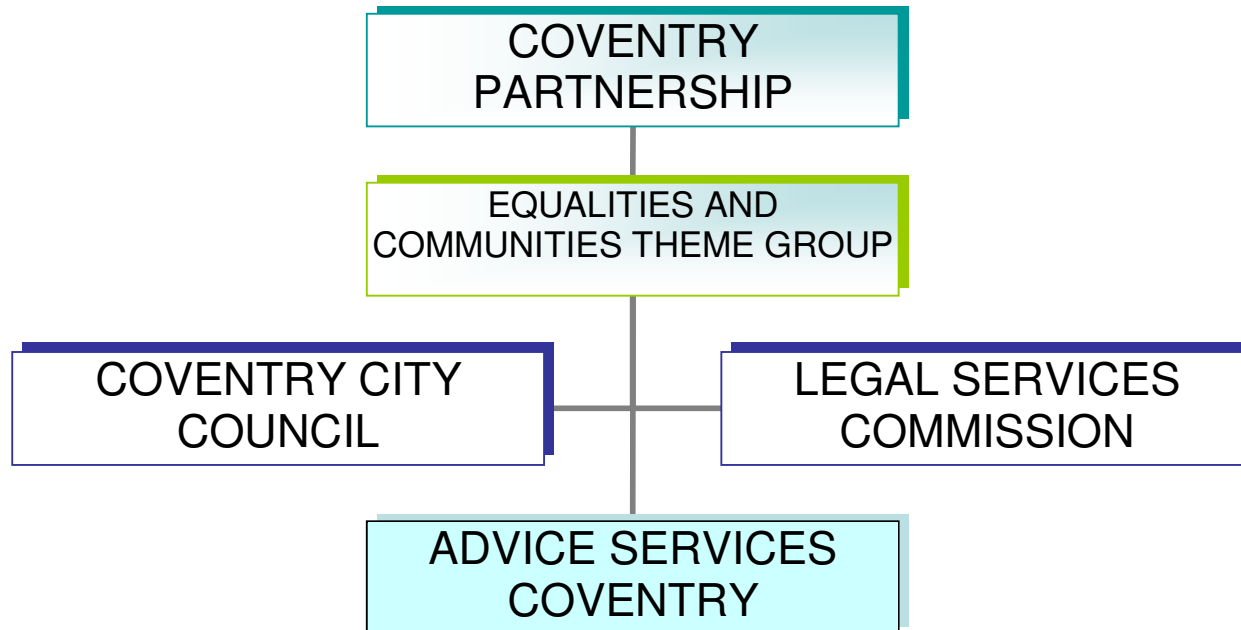 COVENTRY
PARTNERSHIP
EQUALITIES AND
COMMUNITIES THEME GROUP
COVENTRY CITY
COUNCIL
LEGAL SERVICES
COMMISSION
ADVICE SERVICES
COVENTRY